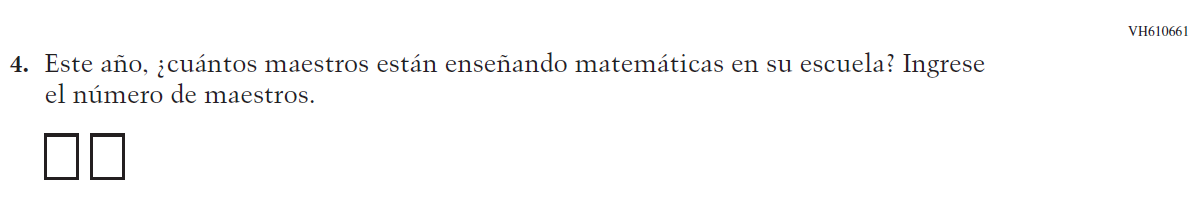 VH610661
4. Este año, ¿cuántos maestros están enseñando matemáticas en su escuela? Ingrese
el número de maestros.